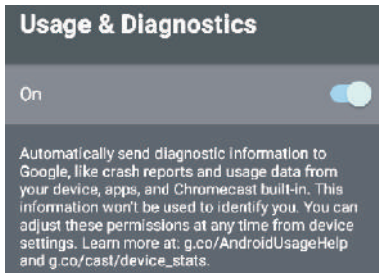 Usage & Diagnostics
On
Automatically send diagnostic information to
Google, like crash reports and usage data from
your device, apps, and Chromecast built-in. This
information won't be used to identify you. You can
adjust these permissions at any time from device
settings. Learn more at: g.co/AndroidUsageHelp
and g.co/cast/device_stats.